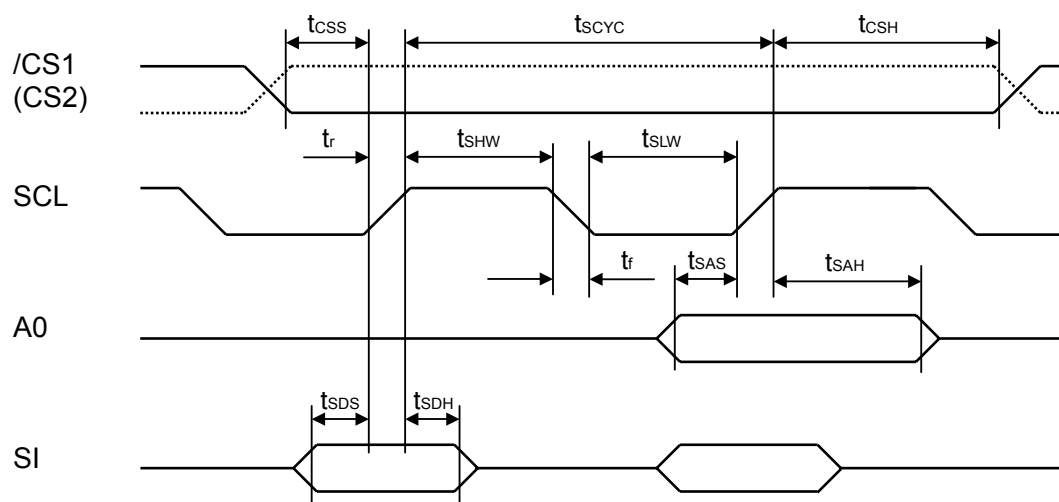 tCSS tSCYC tCSH
/CS1
(CS2)
tr tSHW tSLW
SCL
tf tSAS tSAH
A0
tSDS tSDH
SI